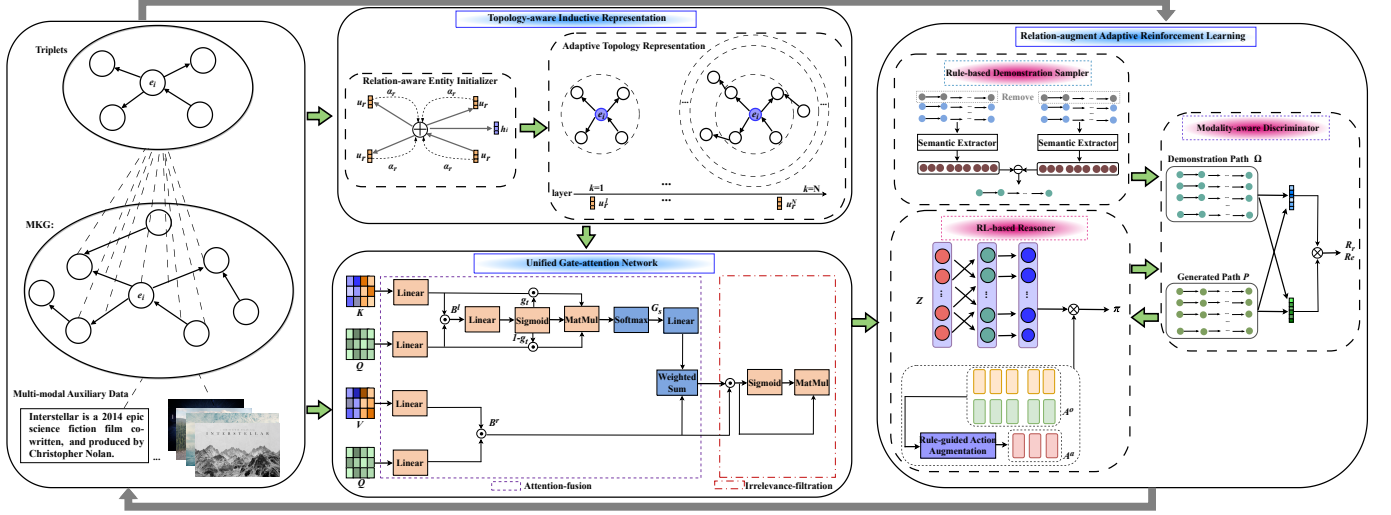 Triplets
e_i
MKG:
e_i
Multi-modal Auxiliary Data
Interstellar is a 2014 epic
science fiction film co-
written, and produced by
Christopher Nolan.
...
INTERSTELLAR
Topology-aware Inductive Representation
Relation-aware Entity Initializer
α_r α_r
u_r u_r
h_i
u_r u_r
α_r α_r
Adaptive Topology Representation
e_i
e_i
layer k=1 ... k=N
u_r^1 ... u_r^N
Unified Gate-attention Network
K Linear
B^l Linear Sigmoid MatMul Softmax G_s Linear
g_t
1-g_t
Q Linear
V Linear
B^r
Q Linear
Weighted
Sum
Sigmoid MatMul
Attention-fusion
Irrelevance-filtration
Relation-augment Adaptive Reinforcement Learning
Rule-based Demonstration Sampler
Remove
Semantic Extractor Semantic Extractor
RL-based Reasoner
Z
π
A^o
Rule-guided Action
Augmentation
A^a
Modality-aware Discriminator
Demonstration Path Ω
Generated Path P
R_r
R_e